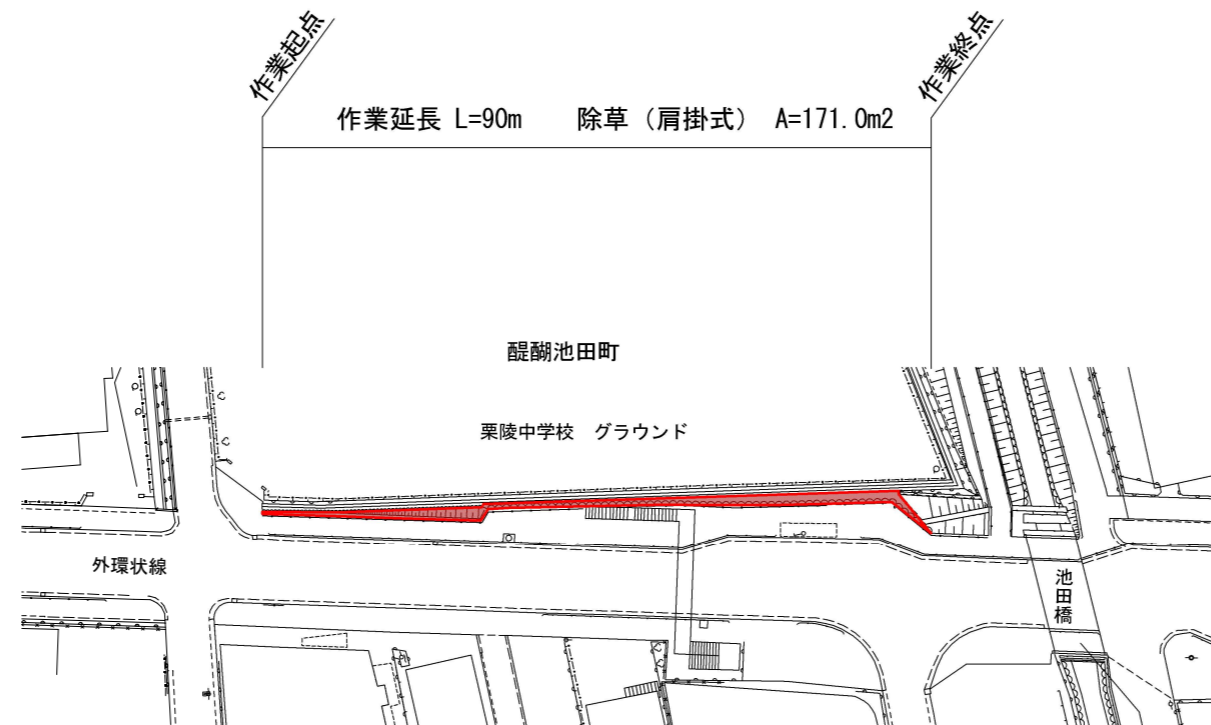 作業起点
作業終点
作業延長 L=90m 除草（肩掛式） A=171.0m2
醍醐池田町
栗陵中学校 グラウンド
外環状線
池田橋